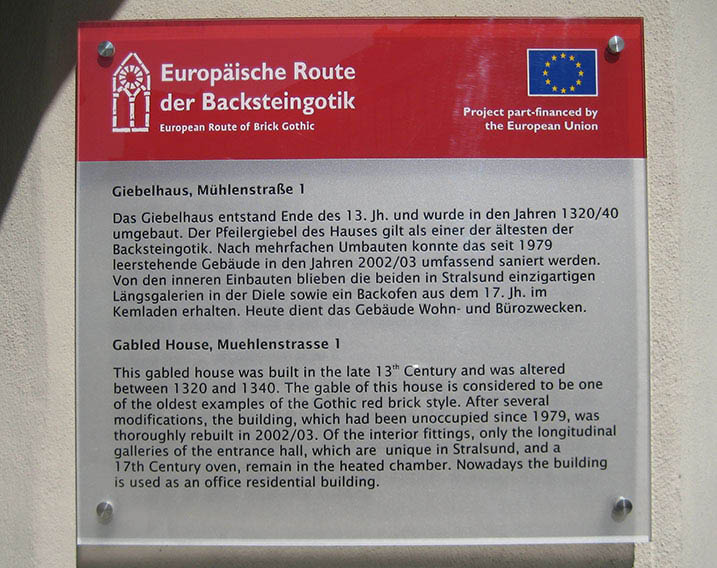 Europäische Route
der Backsteingotik
European Route of Brick Gothic
Project part-financed by
the European Union
Giebelhaus, Mühlenstraße 1
Das Giebelhaus entstand Ende des 13. Jh. und wurde in den Jahren 1320/40
umgebaut. Der Pfeilergiebel des Hauses gilt als einer der ältesten der
Backsteingotik. Nach mehrfachen Umbauten konnte das seit 1979
leerstehende Gebäude in den Jahren 2002/03 umfassend saniert werden.
Von den inneren Einbauten blieben die beiden in Stralsund einzigartigen
Längsgalerien in der Diele sowie ein Backofen aus dem 17. Jh. im
Kemladen erhalten. Heute dient das Gebäude Wohn- und Bürozwecken.
Gabled House, Muehlenstrasse 1
This gabled house was built in the late 13th Century and was altered
between 1320 and 1340. The gable of this house is considered to be one
of the oldest examples of the Gothic red brick style. After several
modifications, the building, which had been unoccupied since 1979, was
thoroughly rebuilt in 2002/03. Of the interior fittings, only the longitudinal
galleries of the entrance hall, which are unique in Stralsund, and a
17th Century oven, remain in the heated chamber. Nowadays the building
is used as an office residential building.